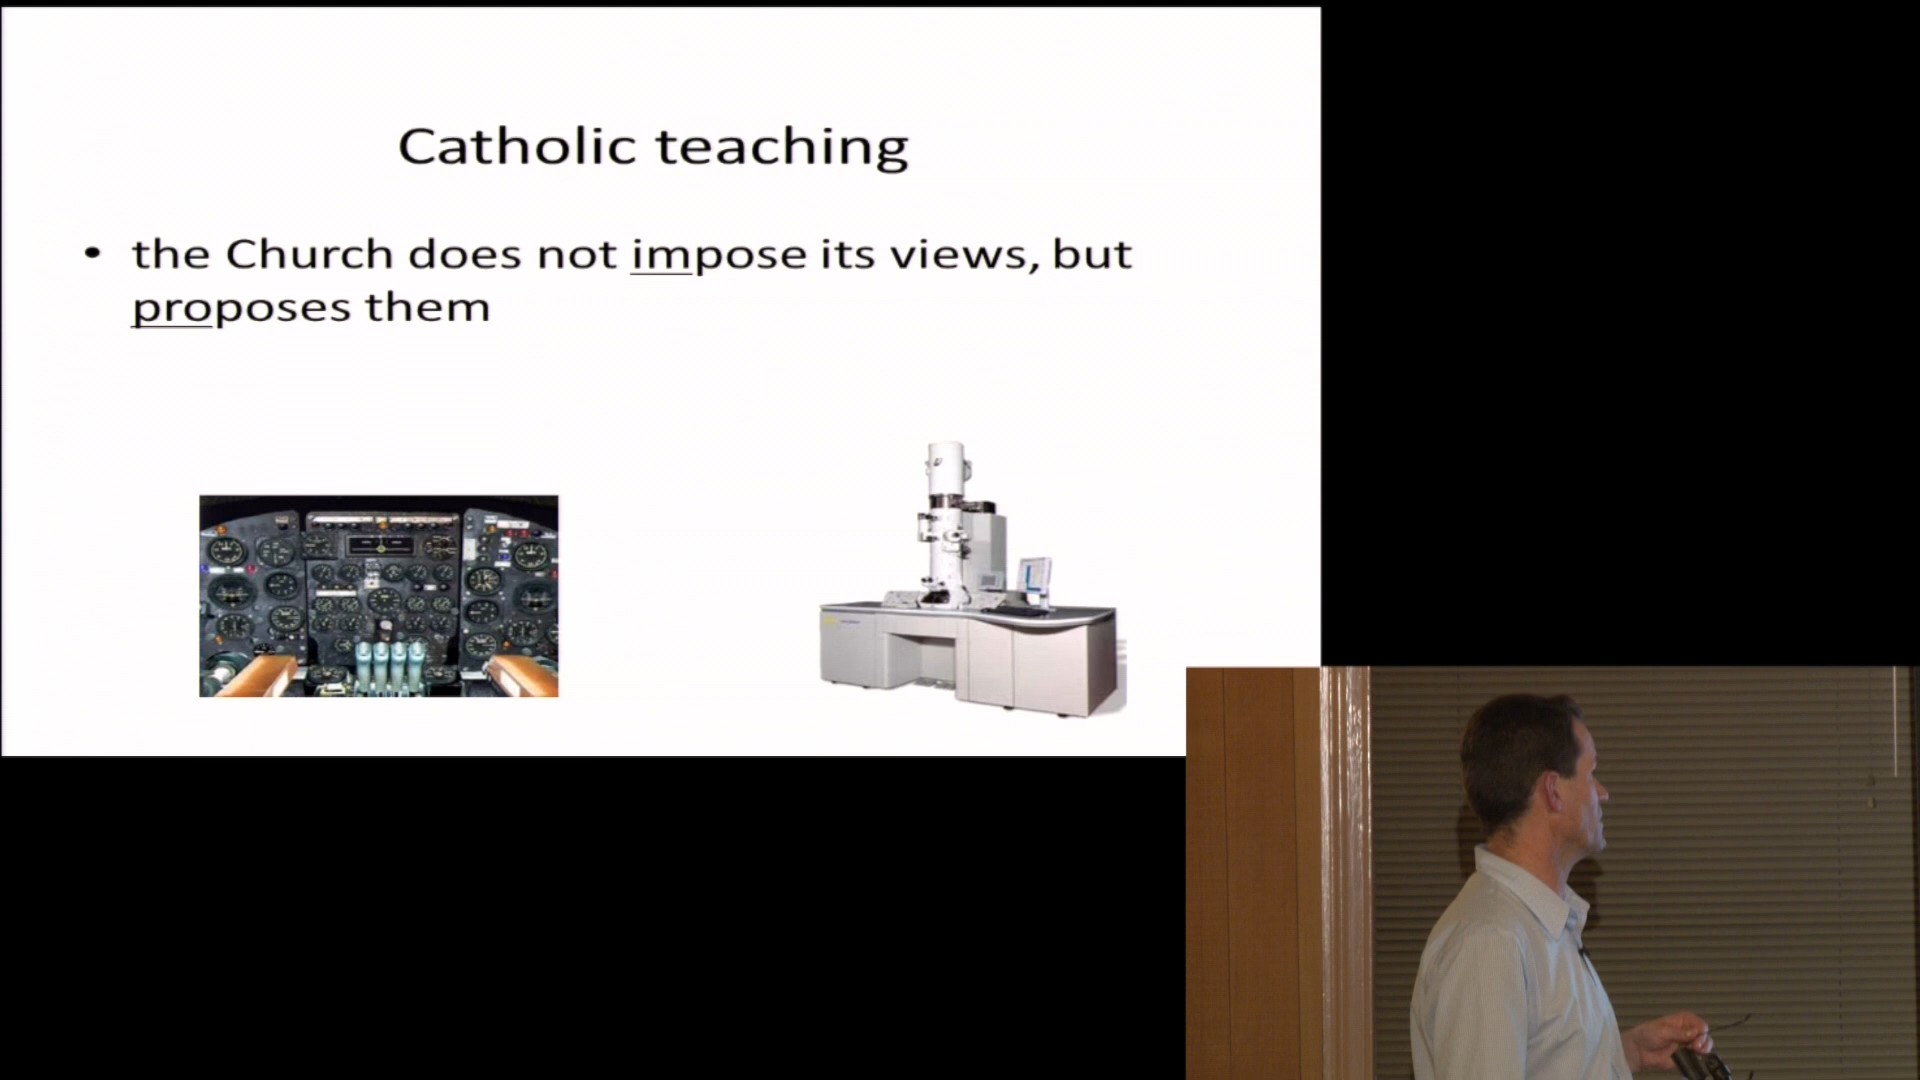 Catholic teaching
• the Church does not impose its views, but
proposes them